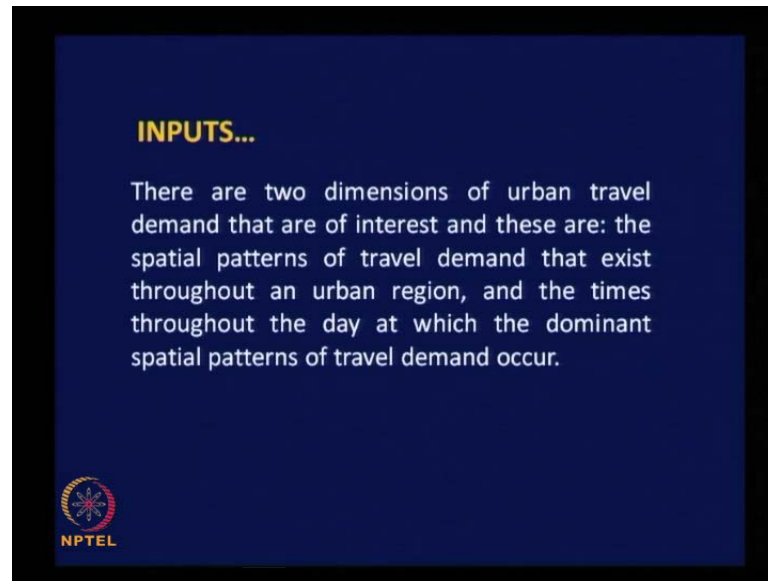 INPUTS...
There are two dimensions of urban travel
demand that are of interest and these are: the
spatial patterns of travel demand that exist
throughout an urban region, and the times
throughout the day at which the dominant
spatial patterns of travel demand occur.
NPTEL